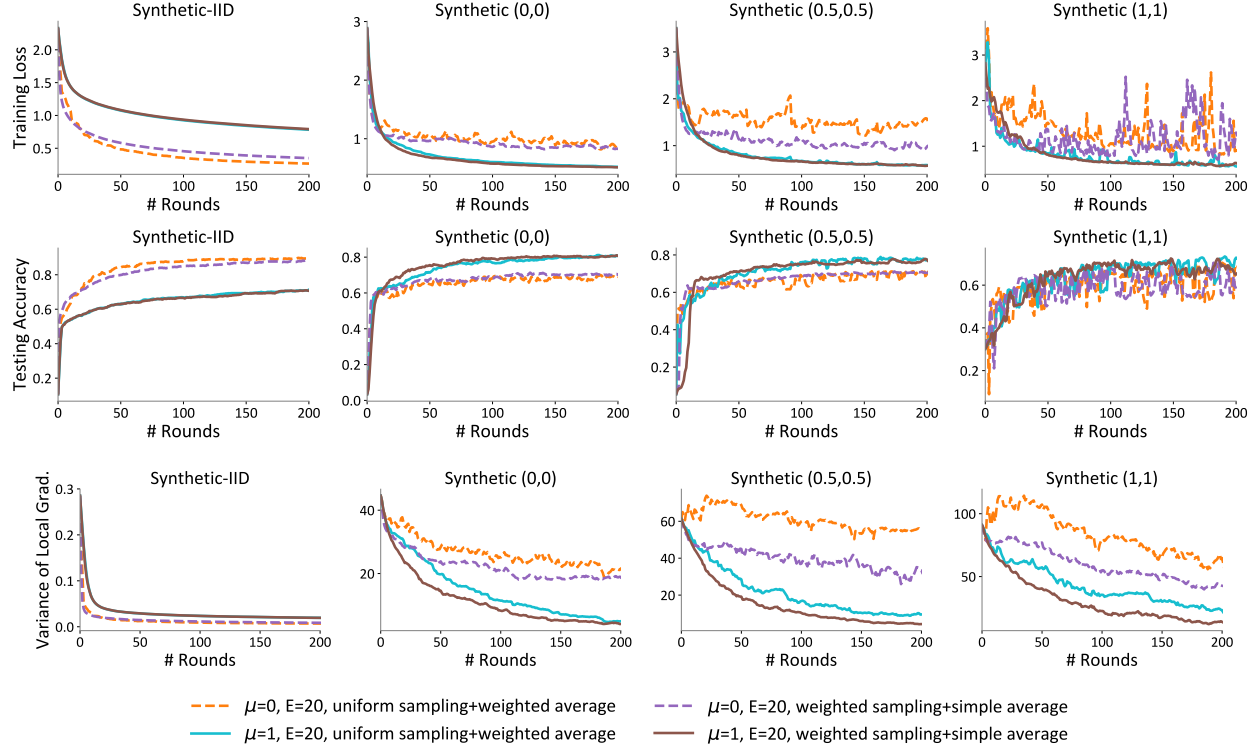 Synthetic-IID
Synthetic (0,0)
Synthetic (0.5,0.5)
Synthetic (1,1)
Training Loss
2.0
1.5
1.0
0.5
0 50 100 150 200
# Rounds
3
2
1
0 50 100 150 200
# Rounds
3
2
1
0 50 100 150 200
# Rounds
3
2
1
0 50 100 150 200
# Rounds
Synthetic-IID
Synthetic (0,0)
Synthetic (0.5,0.5)
Synthetic (1,1)
Testing Accuracy
0.8
0.6
0.4
0.2
0 50 100 150 200
# Rounds
0.8
0.6
0.4
0.2
0.0
0 50 100 150 200
# Rounds
0.8
0.6
0.4
0.2
0 50 100 150 200
# Rounds
0.6
0.4
0.2
0 50 100 150 200
# Rounds
Synthetic-IID
Synthetic (0,0)
Synthetic (0.5,0.5)
Synthetic (1,1)
Variance of Local Grad.
0.3
0.2
0.1
0.0
0 50 100 150 200
# Rounds
40
20
0 50 100 150 200
# Rounds
60
40
20
0 50 100 150 200
# Rounds
100
50
0 50 100 150 200
# Rounds
μ=0, E=20, uniform sampling+weighted average
μ=1, E=20, uniform sampling+weighted average
μ=0, E=20, weighted sampling+simple average
μ=1, E=20, weighted sampling+simple average